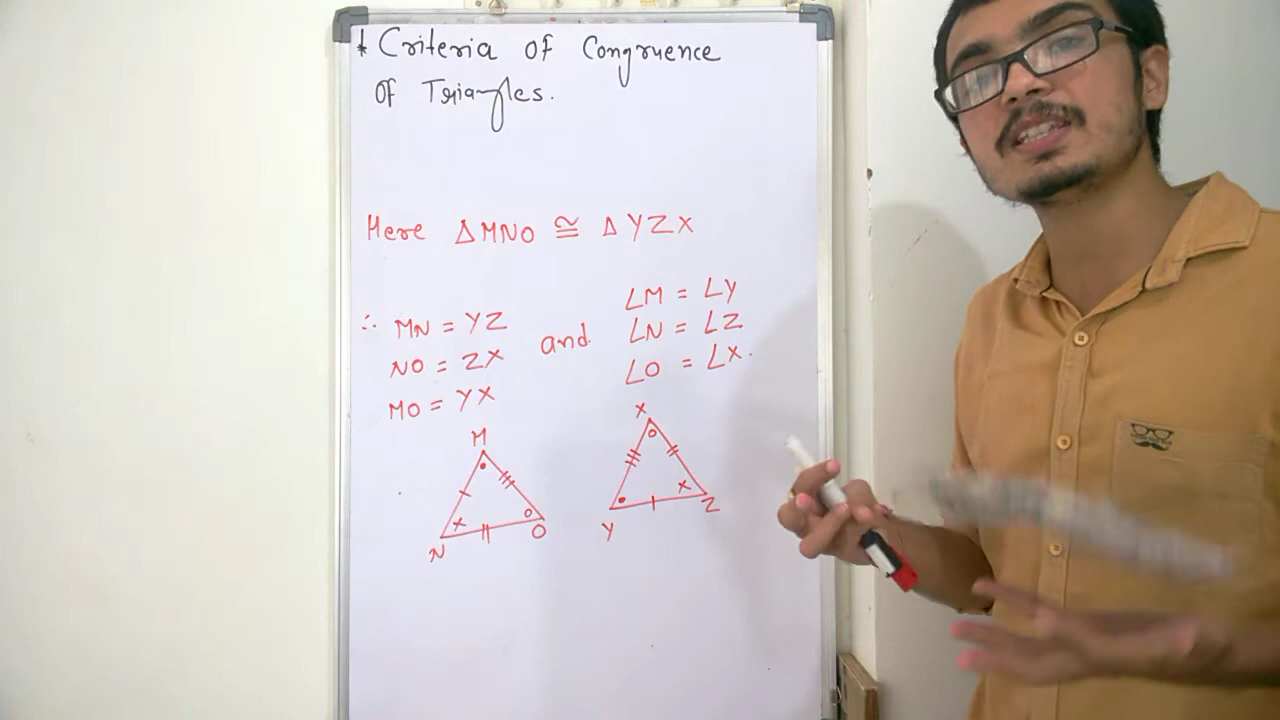 * Criteria of Congruence
Of Triangles.
Here ΔMNO ≅ ΔYZX
∴ MN = YZ
NO = ZX
MO = YX
and
∠M = ∠Y
∠N = ∠Z
∠O = ∠X.
M
N
O
X
Y
Z